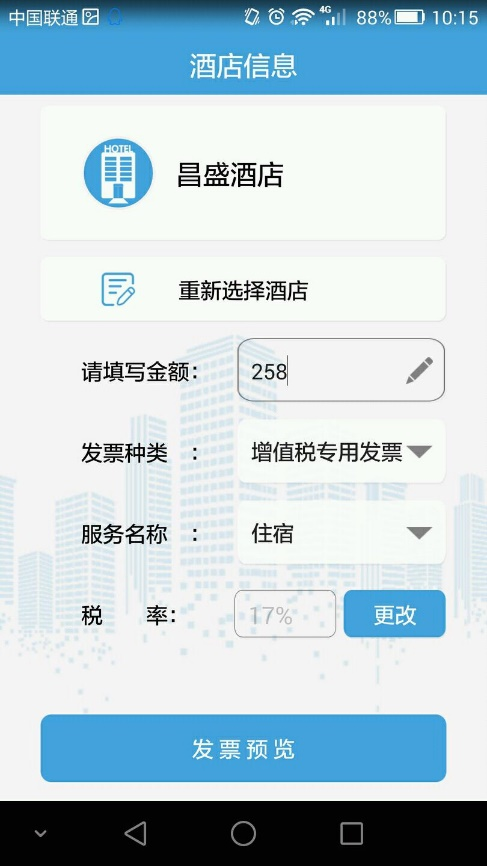 中国联通 4G 88% 10:15
酒店信息
HOTEL
昌盛酒店
重新选择酒店
请填写金额： 258
发票种类 ： 增值税专用发票
服务名称 ： 住宿
税 率： 17% 更改
发票预览